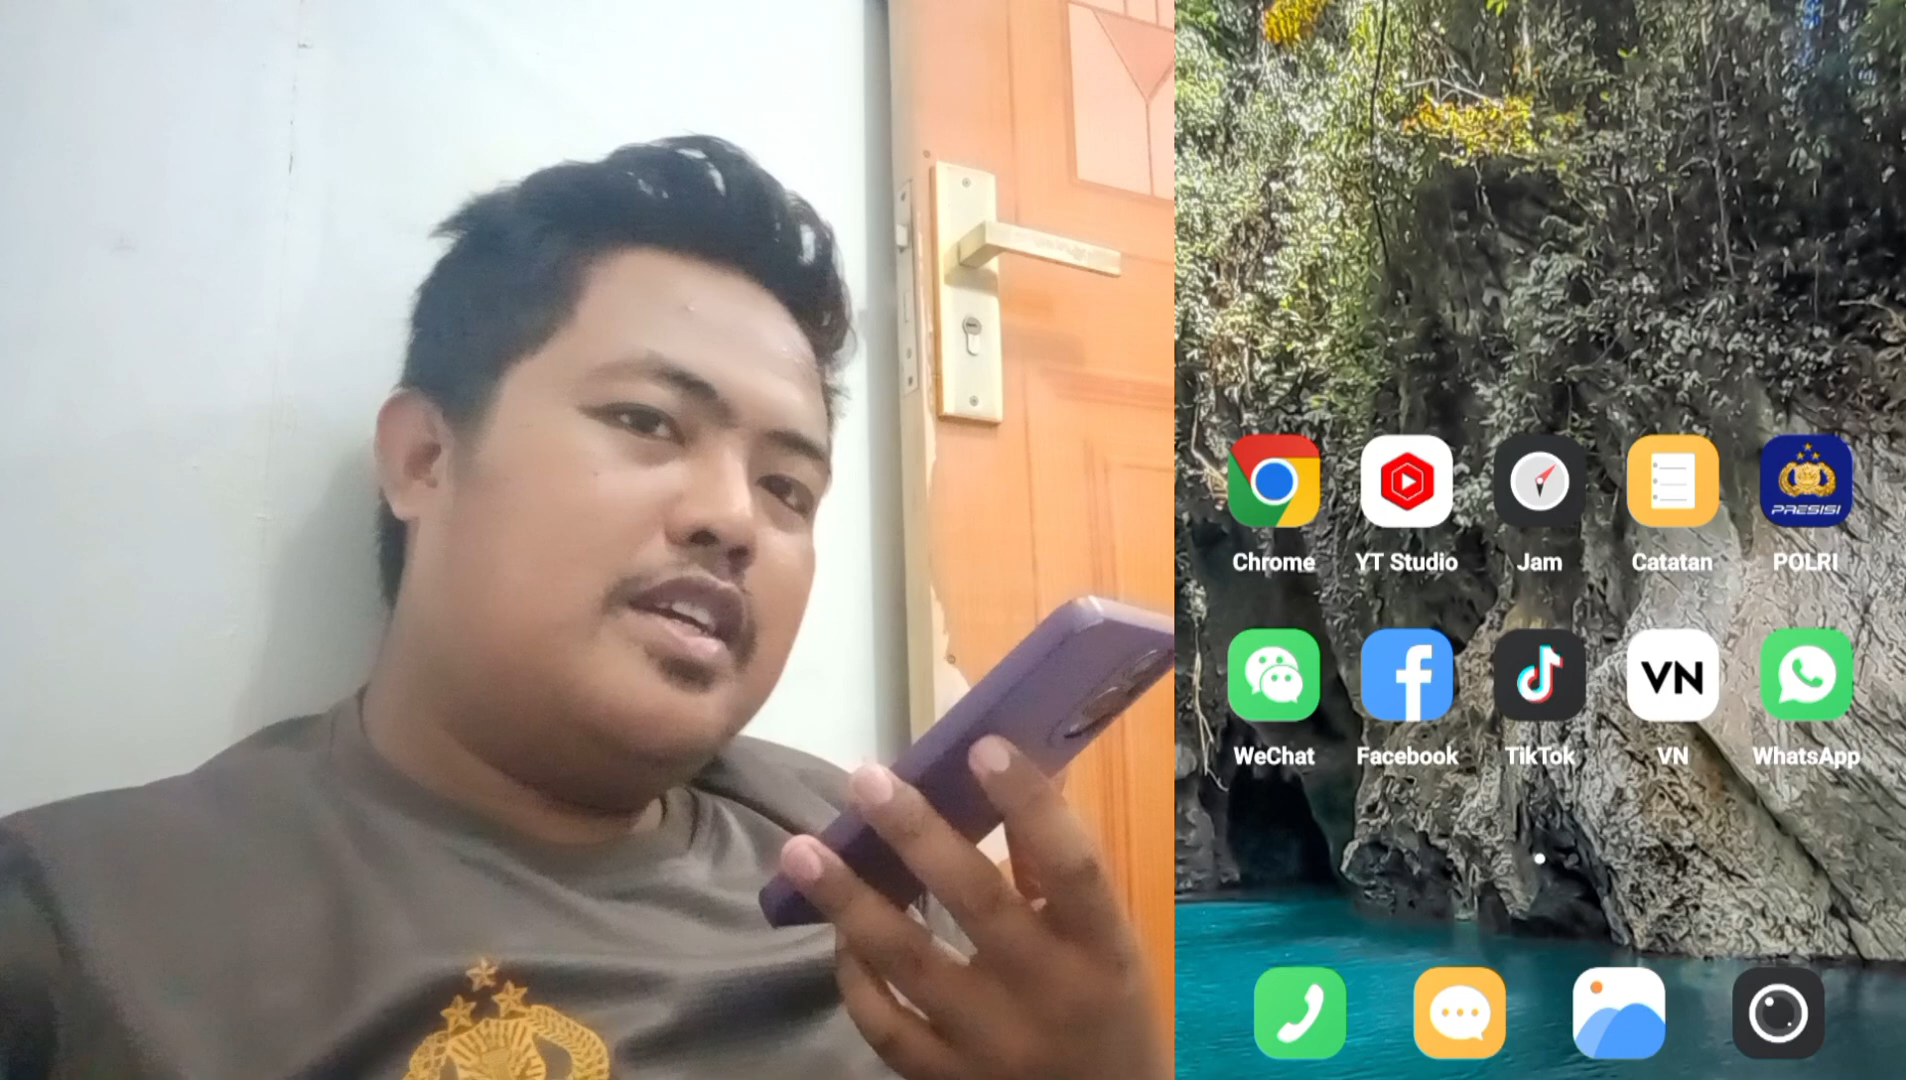 PRESISI
Chrome YT Studio Jam Catatan POLRI
VN
WeChat Facebook TikTok VN WhatsApp